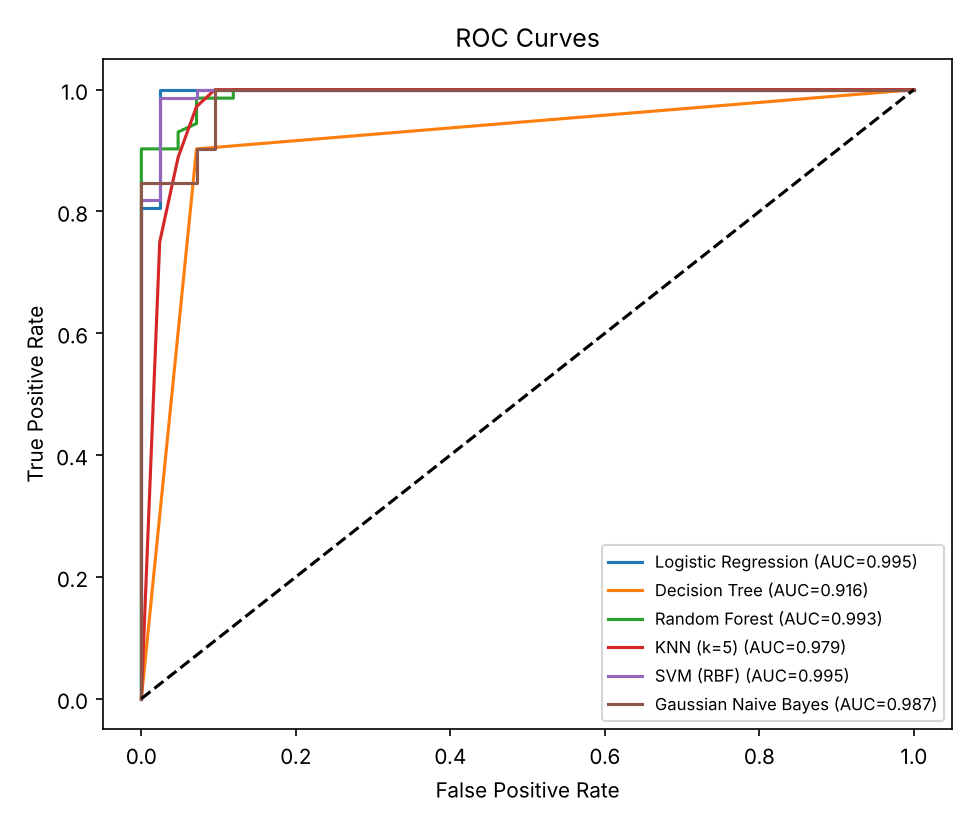 ROC Curves
True Positive Rate
1.0
0.8
0.6
0.4
0.2
0.0
0.0 0.2 0.4 0.6 0.8 1.0
False Positive Rate
Logistic Regression (AUC=0.995)
Decision Tree (AUC=0.916)
Random Forest (AUC=0.993)
KNN (k=5) (AUC=0.979)
SVM (RBF) (AUC=0.995)
Gaussian Naive Bayes (AUC=0.987)